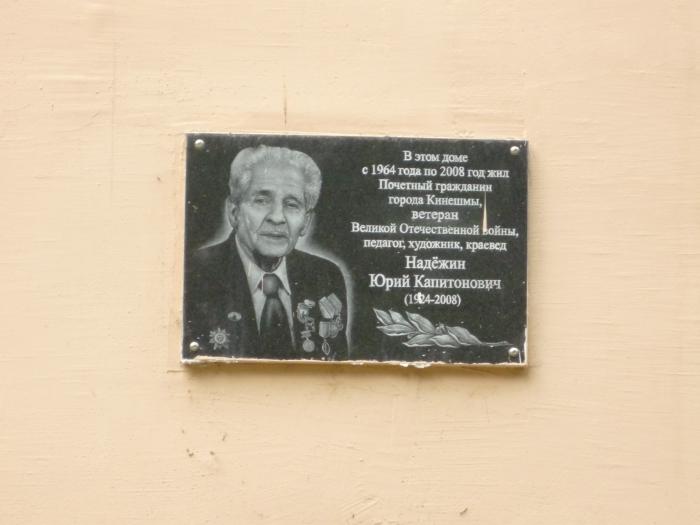 В этом доме
с 1964 года по 2008 год жил
Почетный гражданин
города Кинешмы,
ветеран
Великой Отечественной войны,
педагог, художник, краевед
Надёжин
Юрий Капитонович
(1924-2008)